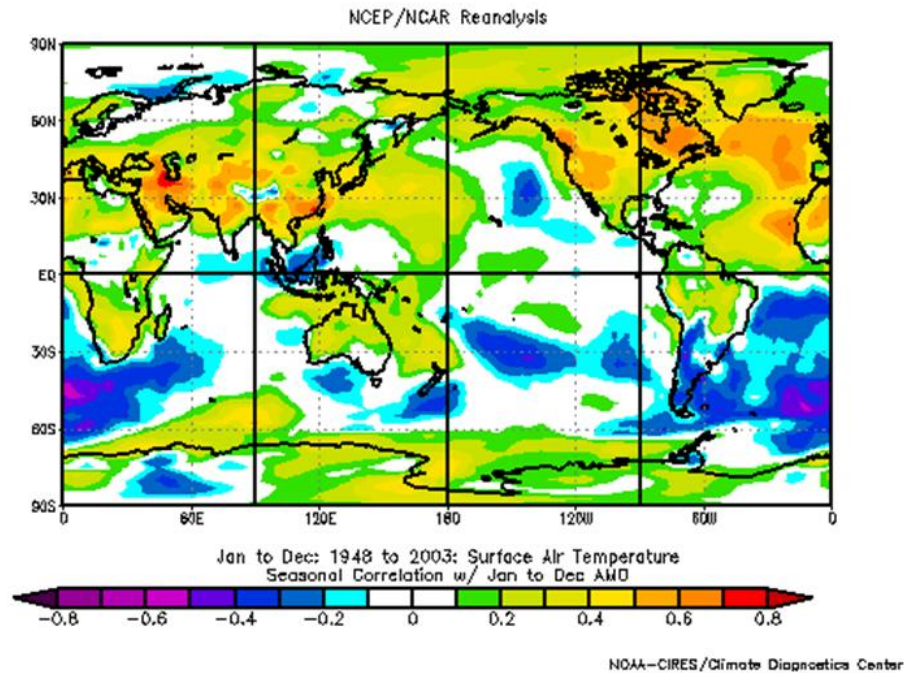 NCEP/NCAR Reanalysis
90N
60N
30N
EQ
30S
60S
90S
0 60E 120E 180 120W 60W 0
Jan to Dec: 1948 to 2003: Surface Air Temperature
Seasonal Correlation w/ Jan to Dec AMO
-0.8 -0.6 -0.4 -0.2 0 0.2 0.4 0.6 0.8
NOAA-CIRES/Climate Diagnostics Center